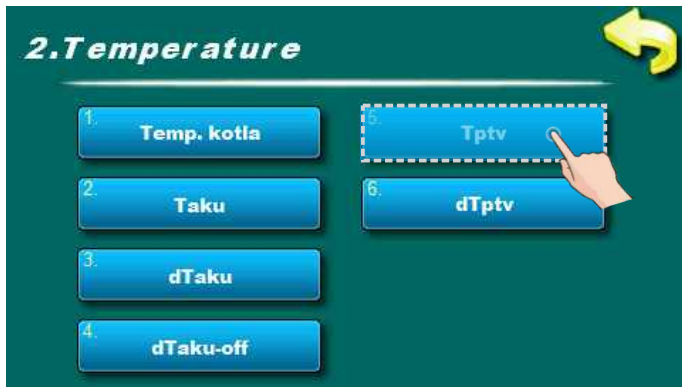 2.Temperature
1.
Temp. kotla
2.
Taku
3.
dTaku
4.
dTaku-off
5.
Tptv
6.
dTptv